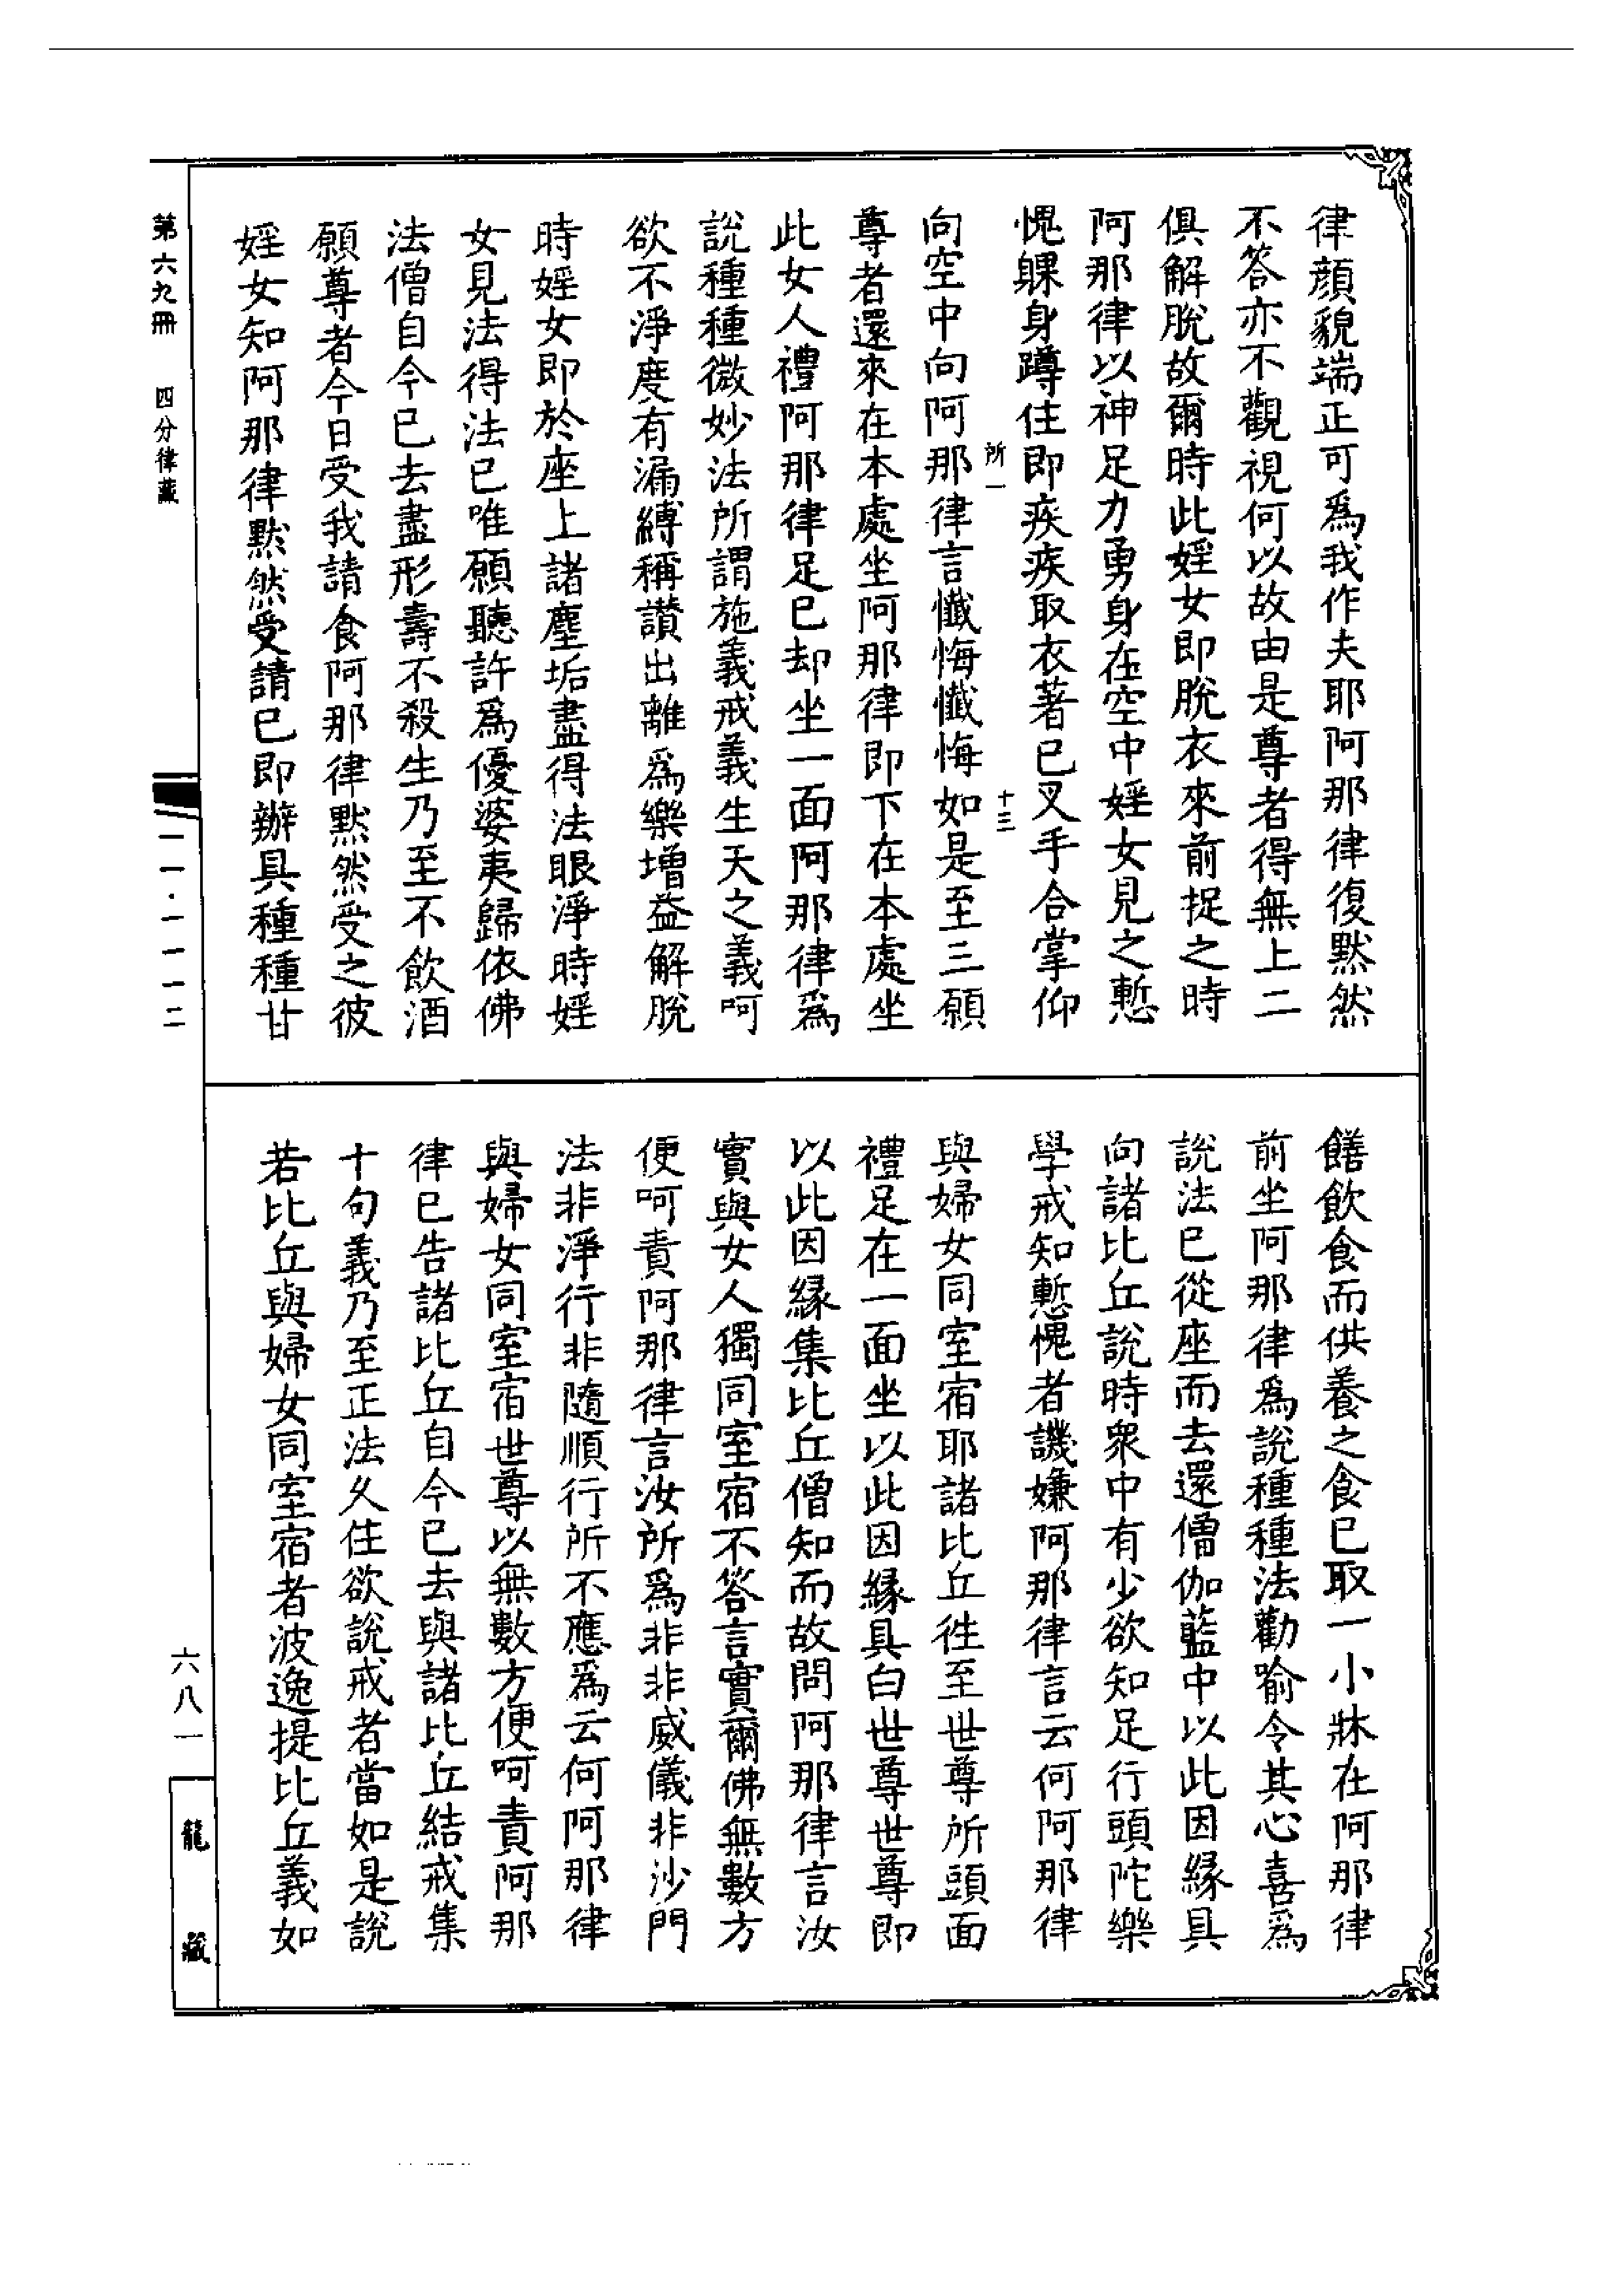 律顏貌端正可爲我作夫耶阿那律復黙然
不答亦不觀視何以故由是尊者得無上二
俱解脫故爾時此婬女即脫衣來前捉之時
阿那律以神足力勇身在空中婬女見之慙
愧躶身蹲住即疾疾取衣著已叉手合掌仰
所一
十三
向空中向阿那律言懺悔懺悔如是至三願
尊者還來在本處坐阿那律即下在本處坐
此女人禮阿那律足已却坐一面阿那律爲
說種種微妙法所謂施義戒義生天之義呵
欲不淨度有漏縛稱讚出離爲樂增益解脫
時婬女即於座上諸塵垢盡得法眼淨時婬
女見法得法已唯願聽許爲優婆夷歸依佛
法僧自今已去盡形壽不殺生乃至不飲酒
願尊者今日受我請食阿那律黙然受之彼
婬女知阿那律黙然受請已即辦具種種甘
饍飲食而供養之食已取一小牀在阿那律
前坐阿那律爲說種種法勸喻令其心喜爲
說法已從座而去還僧伽藍中以此因緣具
向諸比丘說時衆中有少欲知足行頭陀樂
學戒知慙愧者譏嫌阿那律言云何阿那律
與婦女同室宿耶諸比丘徃至世尊所頭面
禮足在一面坐以此因緣具白世尊世尊即
以此因緣集比丘僧知而故問阿那律言汝
實與女人獨同室宿不答言實爾佛無數方
便呵責阿那律言汝所爲非非威儀非沙門
法非淨行非隨順行所不應爲云何阿那律
與婦女同室宿世尊以無數方便呵責阿那
律已告諸比丘自今已去與諸比丘結戒集
十句義乃至正法久住欲說戒者當如是說
若比丘與婦女同室宿者波逸提比丘義如
第六九冊　四分律藏
一一·一一一二
六八一
龍藏